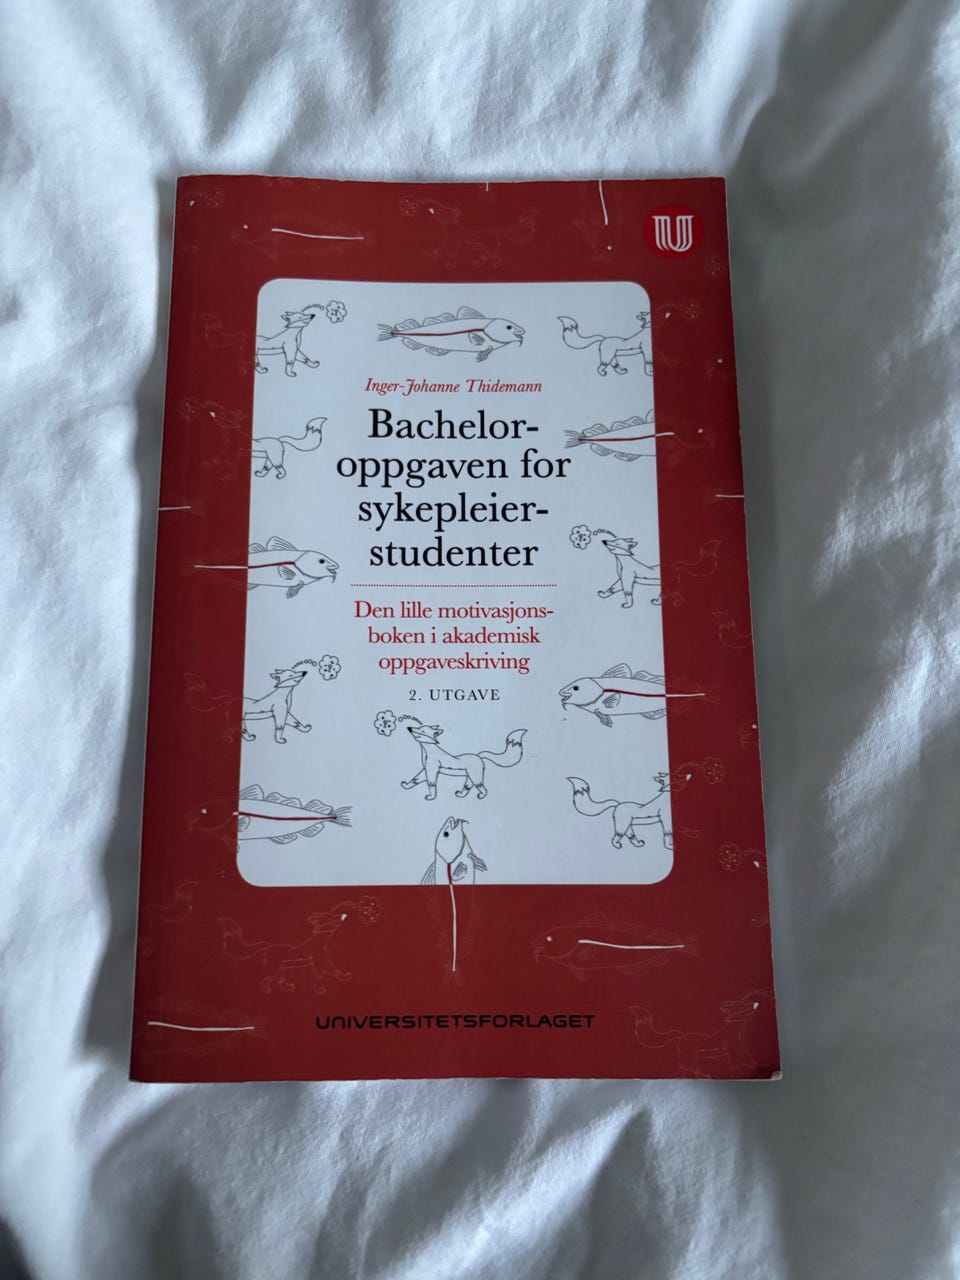 Inger-Johanne Thidemann
Bachelor-
oppgaven for
sykepleier-
studenter
Den lille motivasjons-
boken i akademisk
oppgaveskriving
2. UTGAVE
UNIVERSITETSFORLAGET